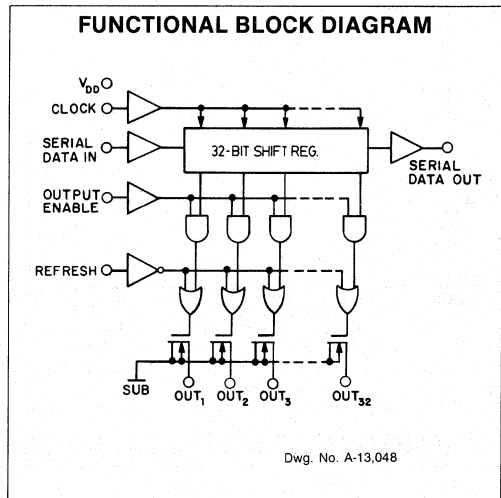 FUNCTIONAL BLOCK DIAGRAM
VDD
CLOCK
SERIAL
DATA IN
32-BIT SHIFT REG.
SERIAL
DATA OUT
OUTPUT
ENABLE
REFRESH
SUB
OUT1
OUT2
OUT3
OUT32
Dwg. No. A-13,048